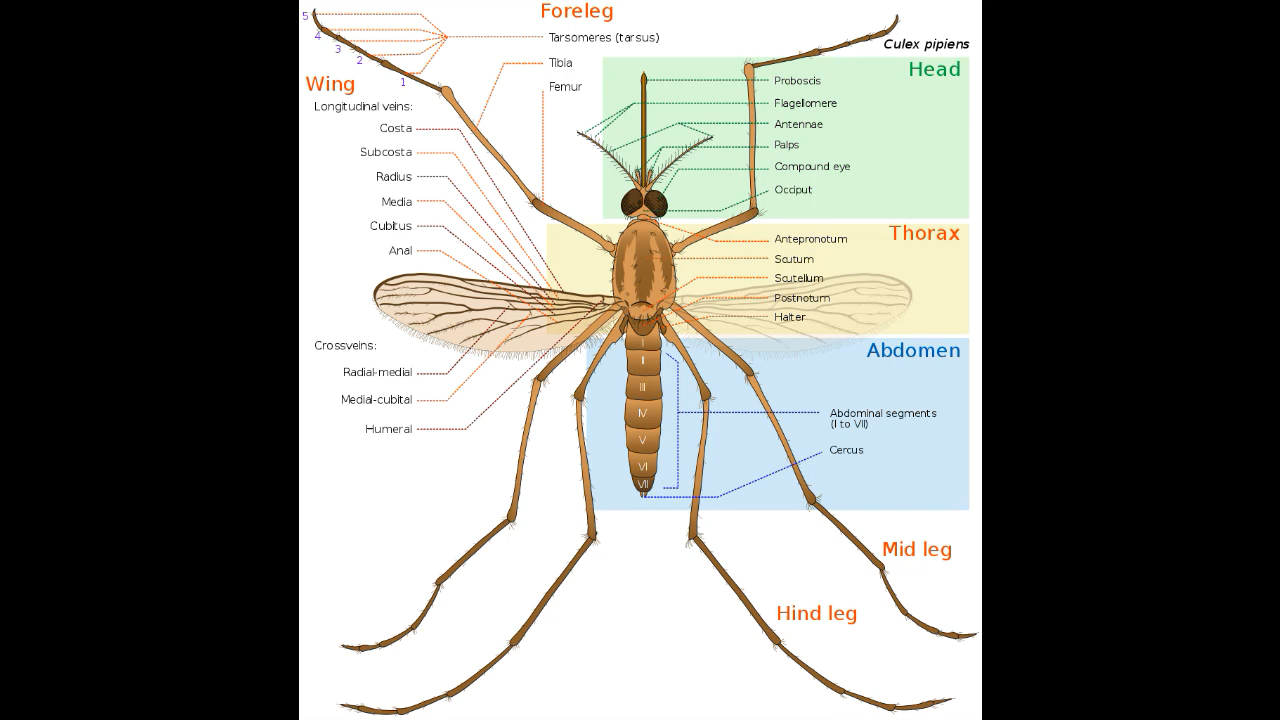 Foreleg
5
4
3
2
1
Tarsomeres (tarsus)
Tibia
Femur
Culex pipiens
Head
Proboscis
Flagellomere
Antennae
Palps
Compound eye
Occiput
Wing
Longitudinal veins:
Costa
Subcosta
Radius
Media
Cubitus
Anal
Thorax
Antepronotum
Scutum
Scutellum
Postnotum
Halter
Crossveins:
Radial-medial
Medial-cubital
Humeral
Abdomen
I
II
III
IV
V
VI
VII
Abdominal segments
(I to VII)
Cercus
Mid leg
Hind leg